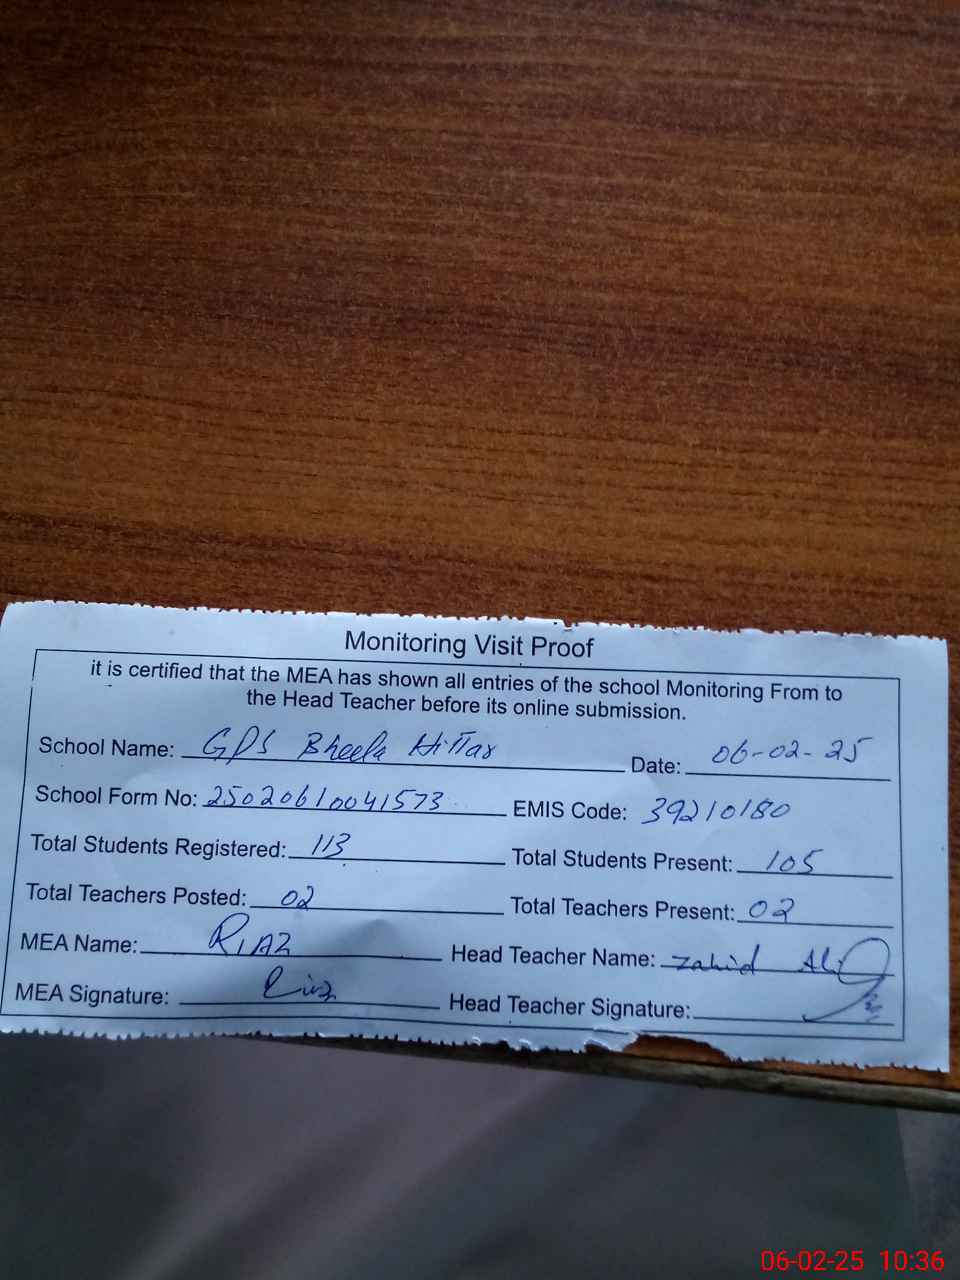 Monitoring Visit Proof
it is certified that the MEA has shown all entries of the school Monitoring From to
the Head Teacher before its online submission.
School Name: GPS Bheela Hittar Date: 06-02-25
School Form No: 25020610041573 EMIS Code: 39210180
Total Students Registered: 113 Total Students Present: 105
Total Teachers Posted: 02 Total Teachers Present: 02
MEA Name: RIAZ Head Teacher Name: Zahid Ali
MEA Signature: Riaz Head Teacher Signature:
06-02-25 10:36